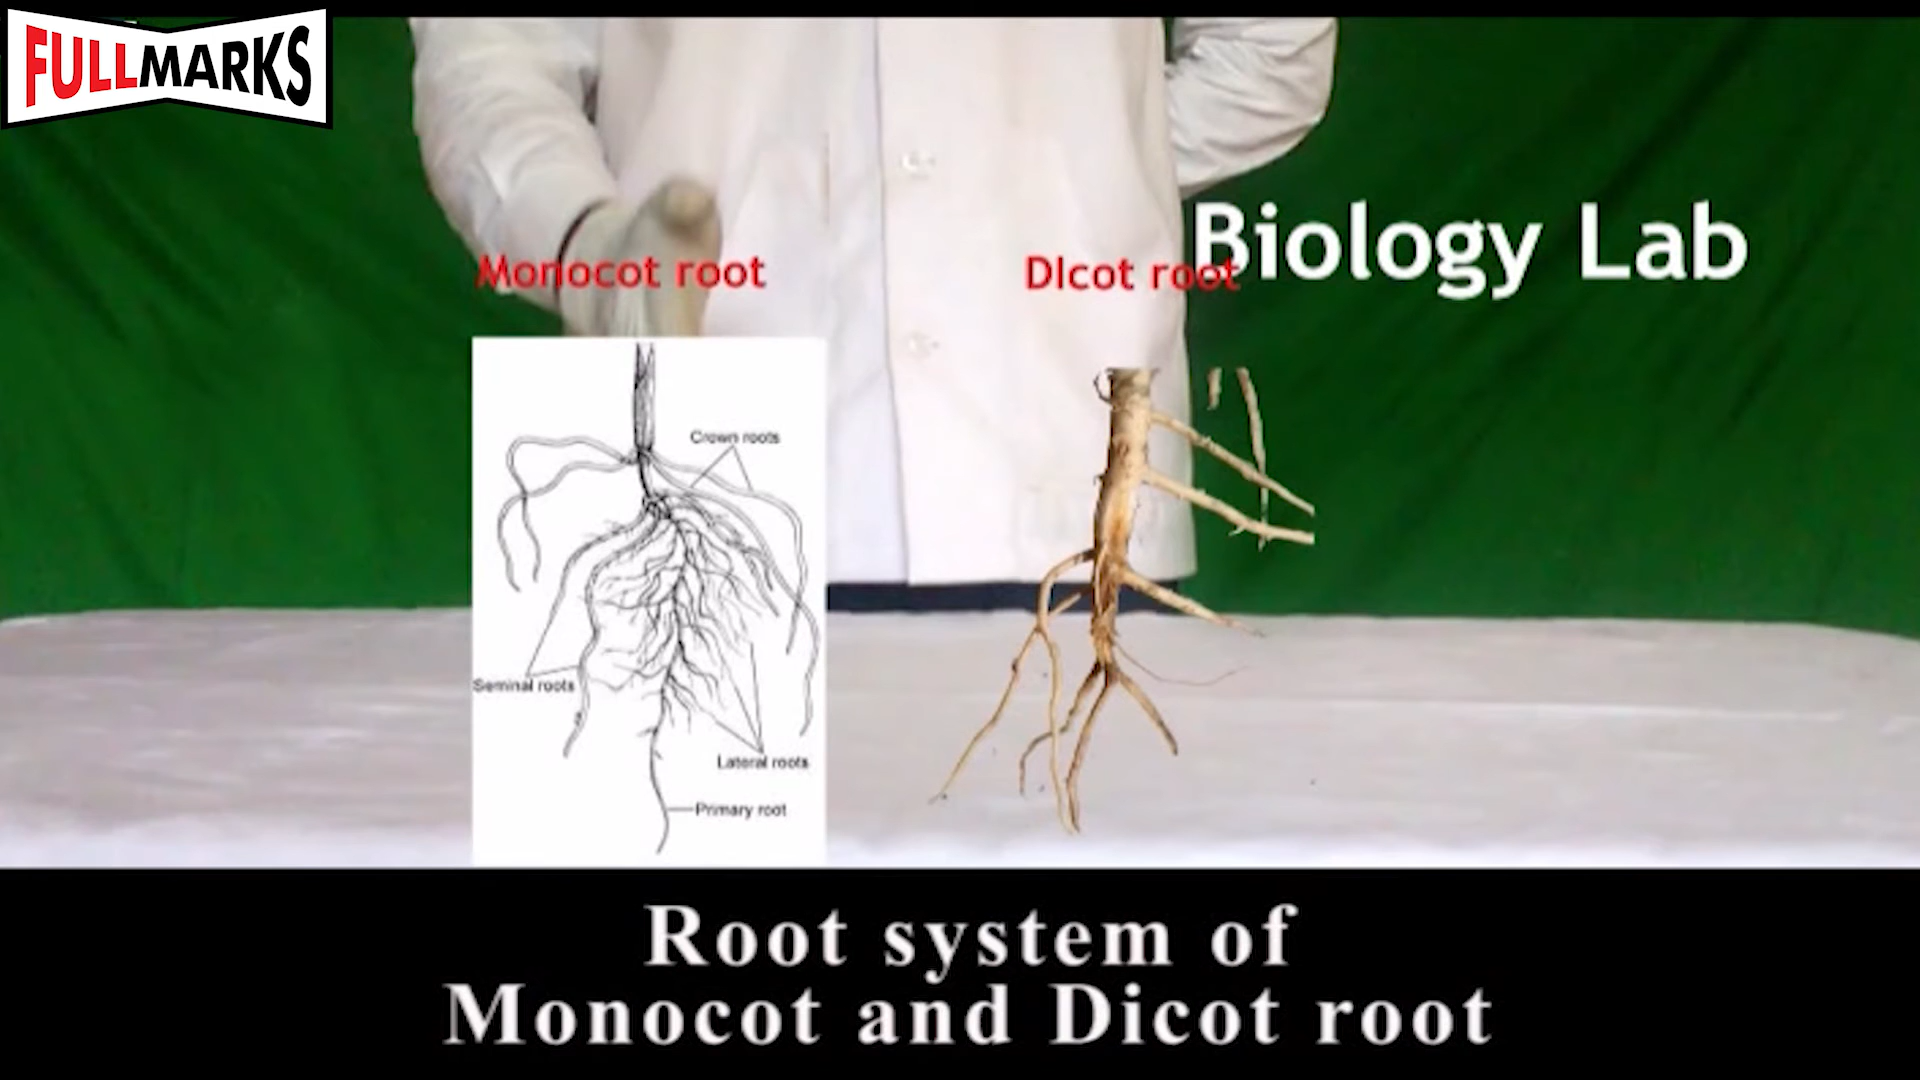 FULLMARKS
Biology Lab
Monocot root
DIcot root
Crown roots
Seminal roots
Lateral roots
Primary root
Root system of
Monocot and Dicot root